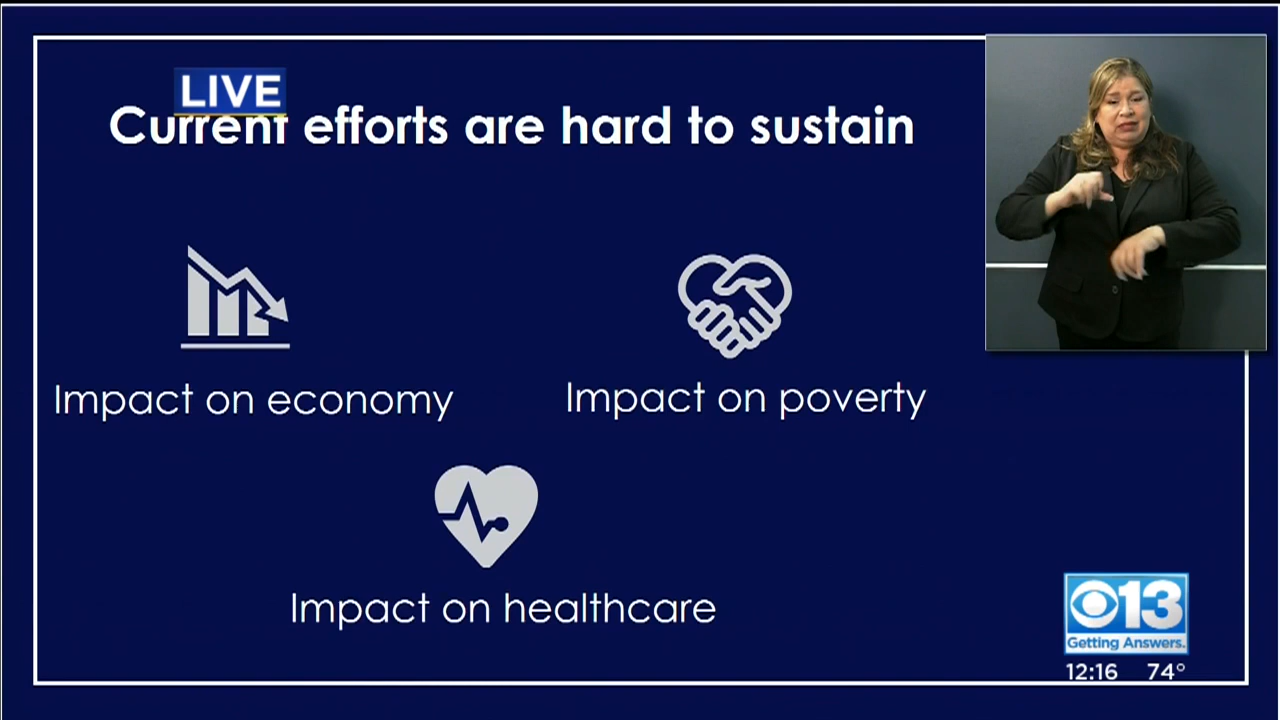 LIVE
Current efforts are hard to sustain
Impact on economy
Impact on poverty
Impact on healthcare
13
Getting Answers.
12:16 74°